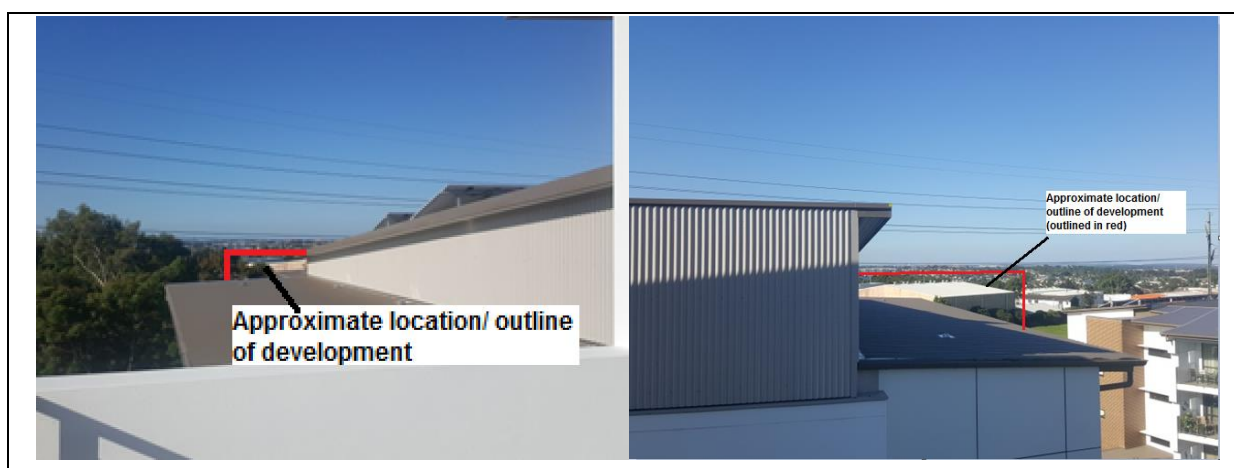 Approximate location/ outline
of development
Approximate location/
outline of development
(outlined in red)